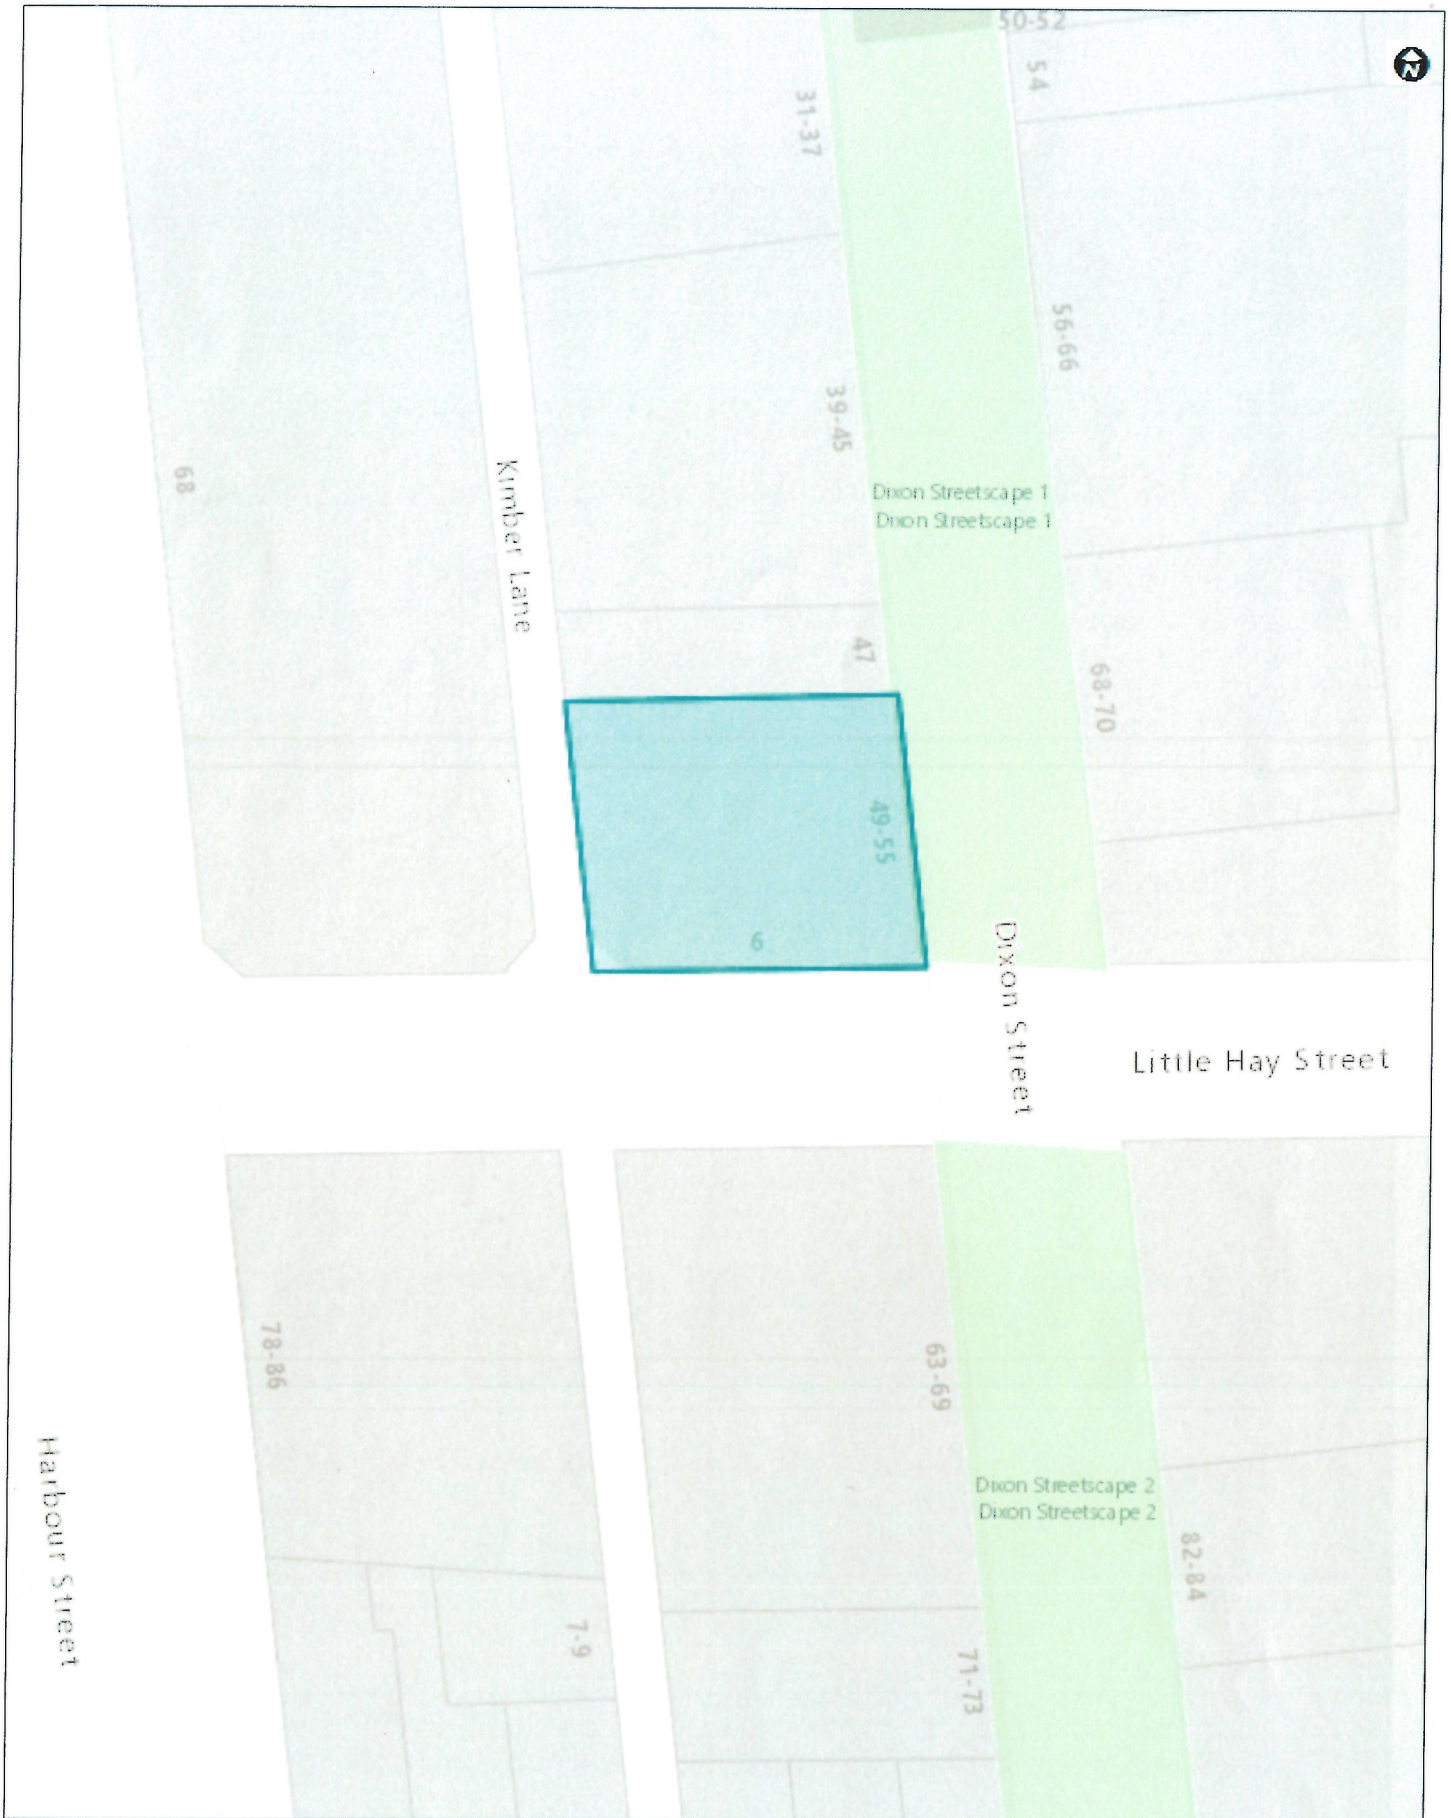 50-52
54
N
31-37
56-66
39-45
68
Kimber Lane
Dixon Streetscape 1
Dixon Streetscape 1
47
68-70
49-55
6
Dixon Street
Little Hay Street
78-86
63-69
Harbour Street
Dixon Streetscape 2
Dixon Streetscape 2
82-84
7-9
71-73